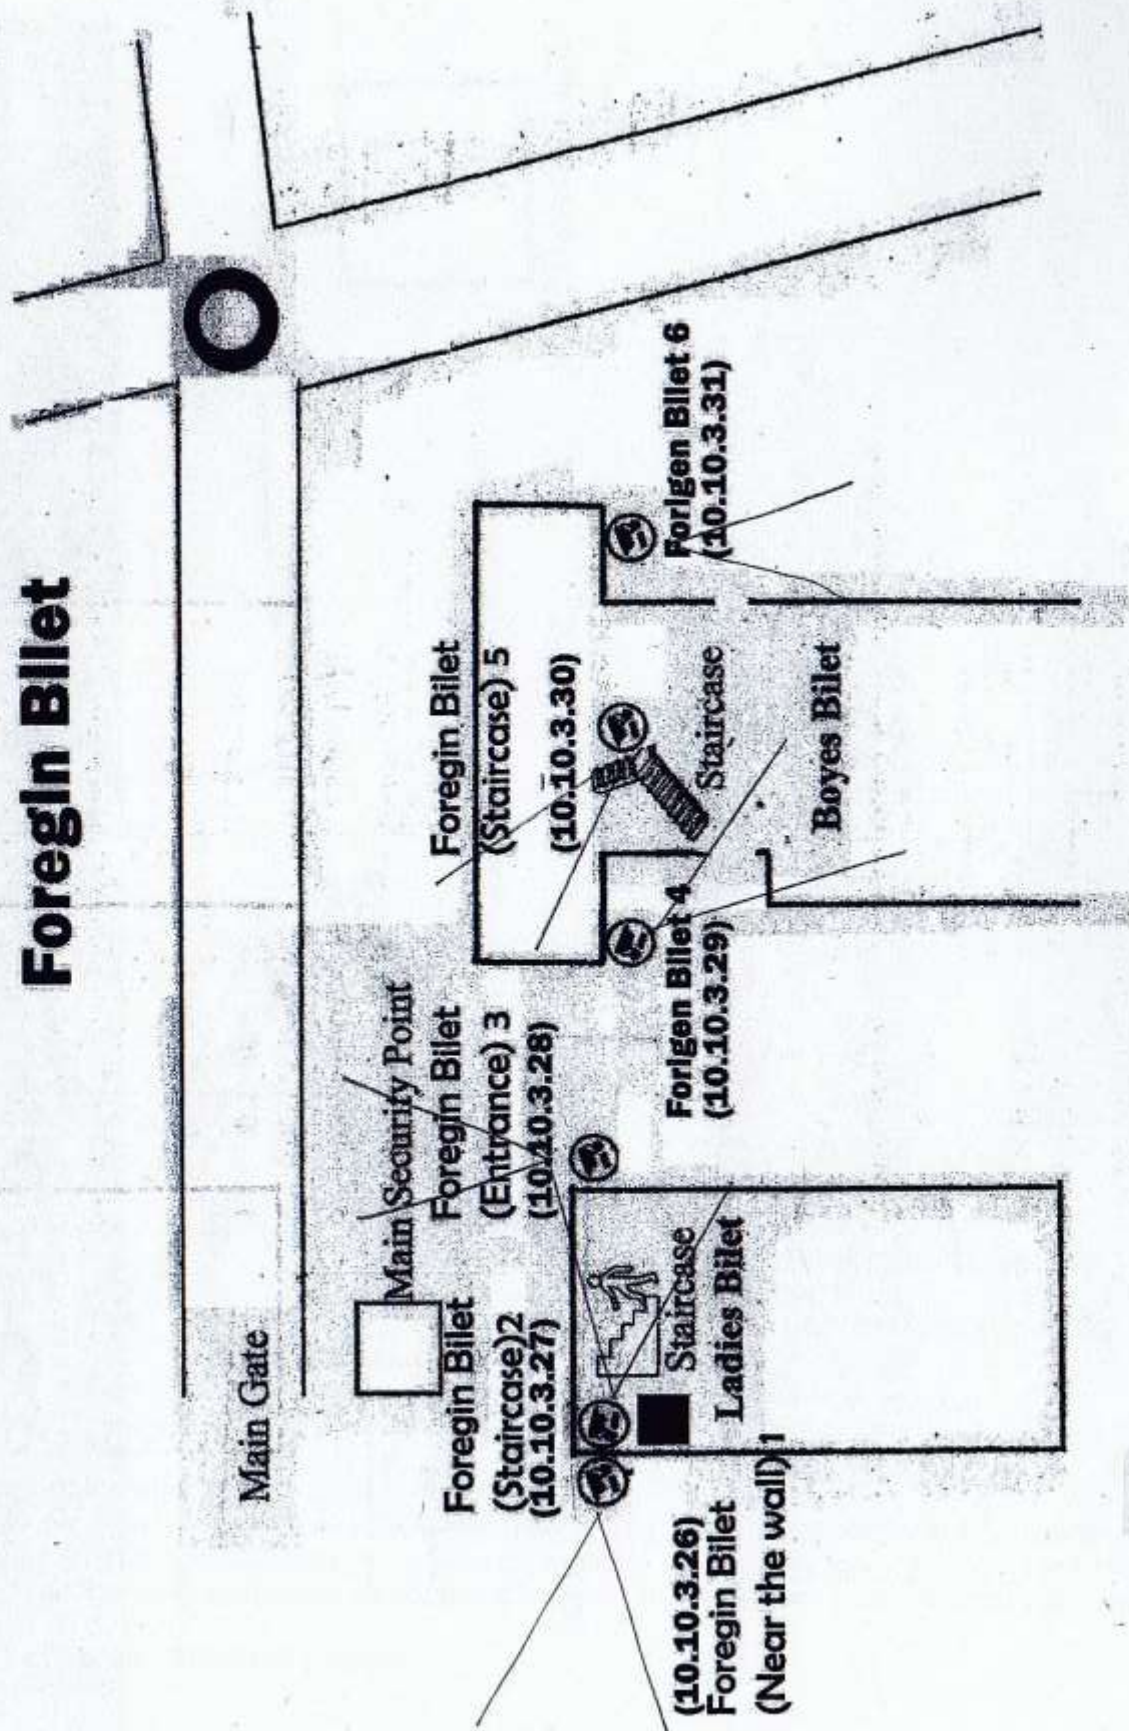 Foregin Bilet
Main Gate
Main Security Point
Foregin Bilet
(Staircase)2
(10.10.3.27)
Foregin Bilet
(Entrance) 3
(10.10.3.28)
Foregin Bilet
(Staircase) 5
(10.10.3.30)
(10.10.3.26)
Foregin Bilet
(Near the wall) 1
Staircase
Ladies Bilet
Forigen Bilet 4
(10.10.3.29)
Staircase
Boyes Bilet
Forigen Bilet 6
(10.10.3.31)